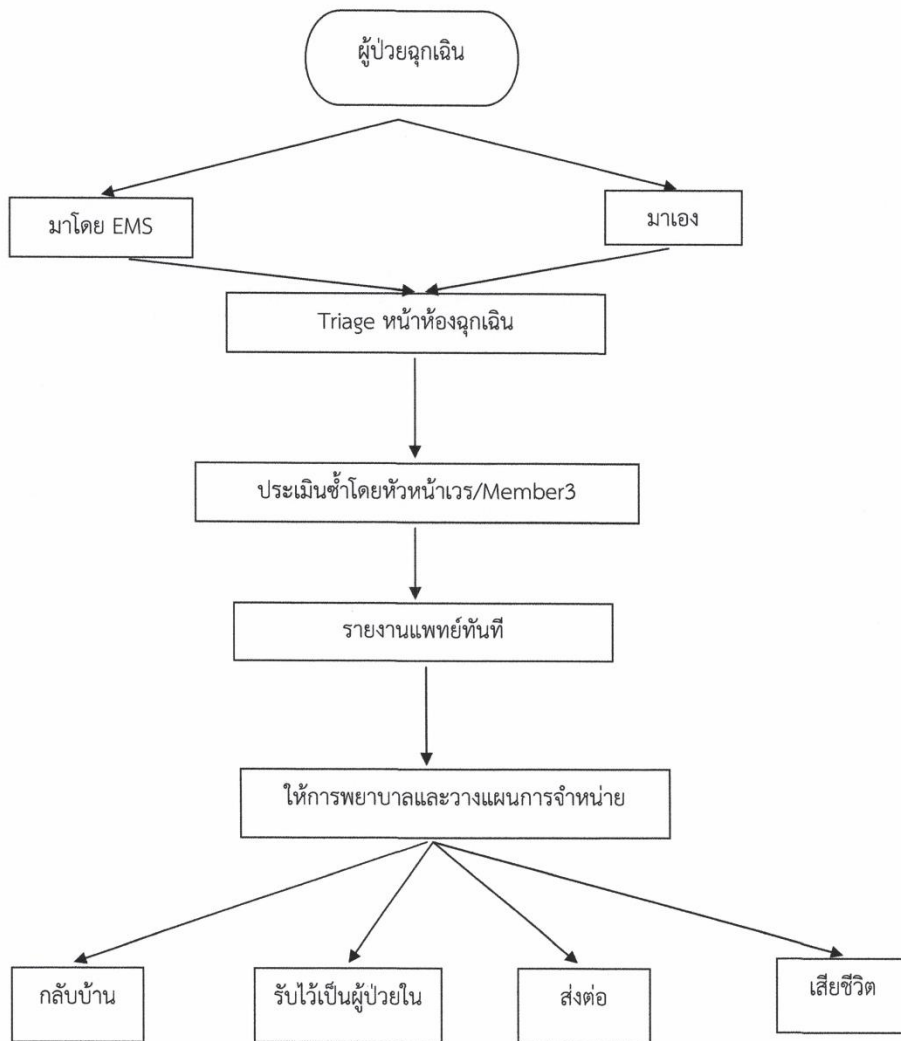 ผู้ป่วยฉุกเฉิน
มาโดย EMS
มาเอง
Triage หน้าห้องฉุกเฉิน
ประเมินซ้ำโดยหัวหน้าเวร/Member3
รายงานแพทย์ทันที
ให้การพยาบาลและวางแผนการจำหน่าย
กลับบ้าน
รับไว้เป็นผู้ป่วยใน
ส่งต่อ
เสียชีวิต